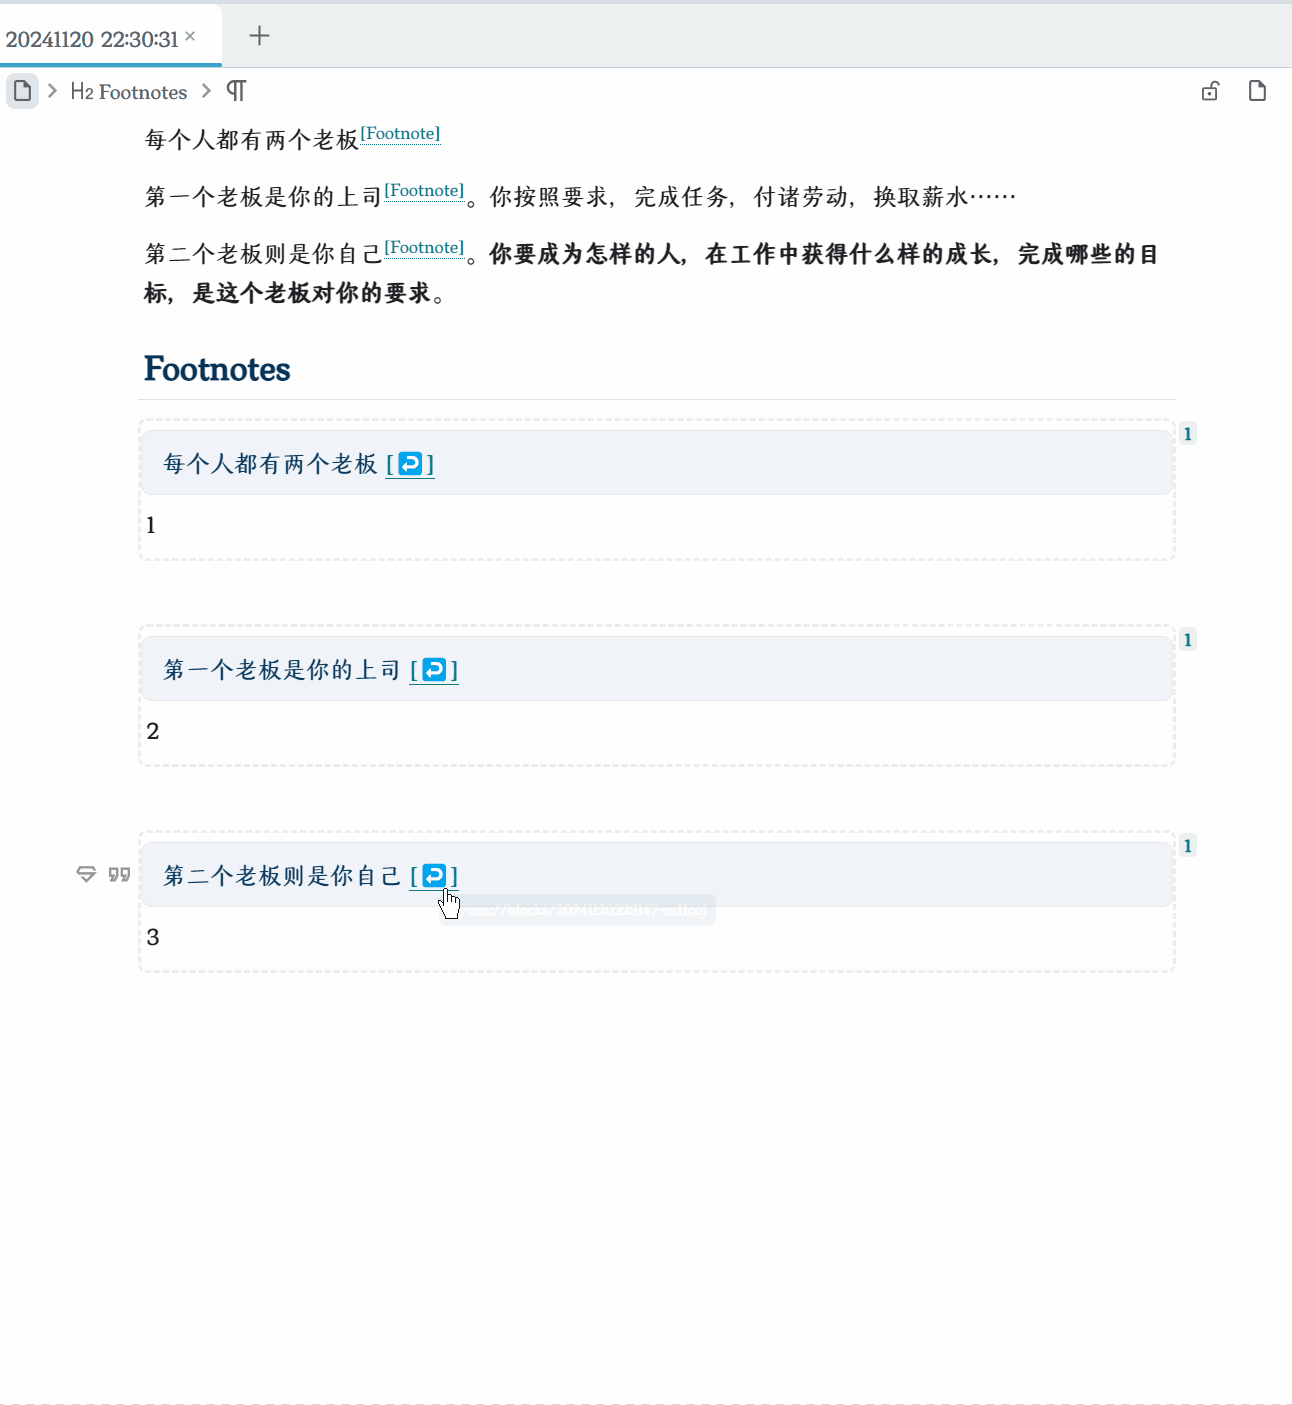 20241120 22:30:31
H2 Footnotes
每个人都有两个老板[Footnote]
第一个老板是你的上司[Footnote]。你按照要求，完成任务，付诸劳动，换取薪水……
第二个老板则是你自己[Footnote]。你要成为怎样的人，在工作中获得什么样的成长，完成哪些的目
标，是这个老板对你的要求。
Footnotes
每个人都有两个老板 [↩] 1
1
第一个老板是你的上司 [↩] 1
2
第二个老板则是你自己 [↩] 1
3